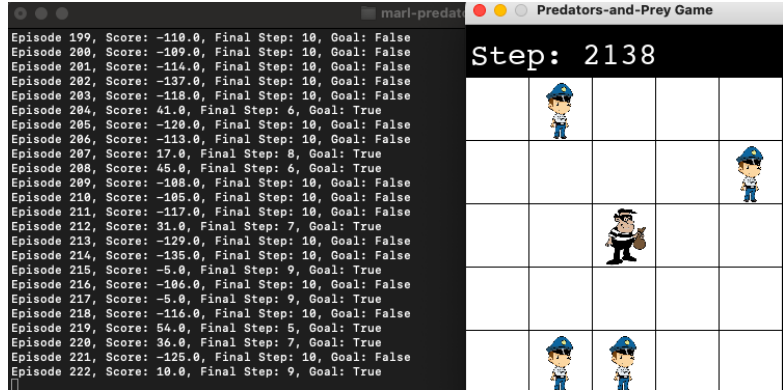 marl-predato
Episode 199, Score: -110.0, Final Step: 10, Goal: False
Episode 200, Score: -109.0, Final Step: 10, Goal: False
Episode 201, Score: -114.0, Final Step: 10, Goal: False
Episode 202, Score: -137.0, Final Step: 10, Goal: False
Episode 203, Score: -118.0, Final Step: 10, Goal: False
Episode 204, Score: 41.0, Final Step: 6, Goal: True
Episode 205, Score: -120.0, Final Step: 10, Goal: False
Episode 206, Score: -113.0, Final Step: 10, Goal: False
Episode 207, Score: 17.0, Final Step: 8, Goal: True
Episode 208, Score: 45.0, Final Step: 6, Goal: True
Episode 209, Score: -108.0, Final Step: 10, Goal: False
Episode 210, Score: -105.0, Final Step: 10, Goal: False
Episode 211, Score: -117.0, Final Step: 10, Goal: False
Episode 212, Score: 31.0, Final Step: 7, Goal: True
Episode 213, Score: -129.0, Final Step: 10, Goal: False
Episode 214, Score: -135.0, Final Step: 10, Goal: False
Episode 215, Score: -5.0, Final Step: 9, Goal: True
Episode 216, Score: -106.0, Final Step: 10, Goal: False
Episode 217, Score: -5.0, Final Step: 9, Goal: True
Episode 218, Score: -116.0, Final Step: 10, Goal: False
Episode 219, Score: 54.0, Final Step: 5, Goal: True
Episode 220, Score: 36.0, Final Step: 7, Goal: True
Episode 221, Score: -125.0, Final Step: 10, Goal: False
Episode 222, Score: 10.0, Final Step: 9, Goal: True
Predators-and-Prey Game
Step: 2138